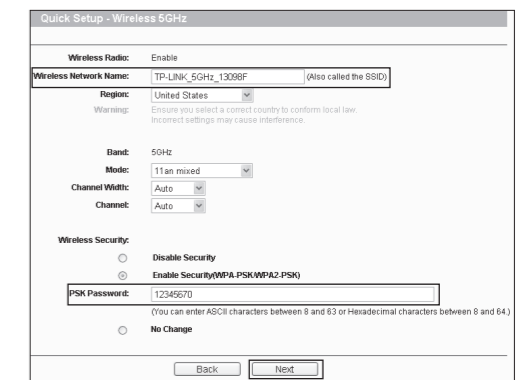 Quick Setup - Wireless 5GHz
Wireless Radio: Enable
Wireless Network Name: TP-LINK_5GHz_13098F (Also called the SSID)
Region: United States
Warning: Ensure you select a correct country to conform local law.
Incorrect settings may cause interference.
Band: 5GHz
Mode: 11an mixed
Channel Width: Auto
Channel: Auto
Wireless Security:
Disable Security
Enable Security(WPA-PSK/WPA2-PSK)
PSK Password: 12345670
(You can enter ASCII characters between 8 and 63 or Hexadecimal characters between 8 and 64.)
No Change
Back Next